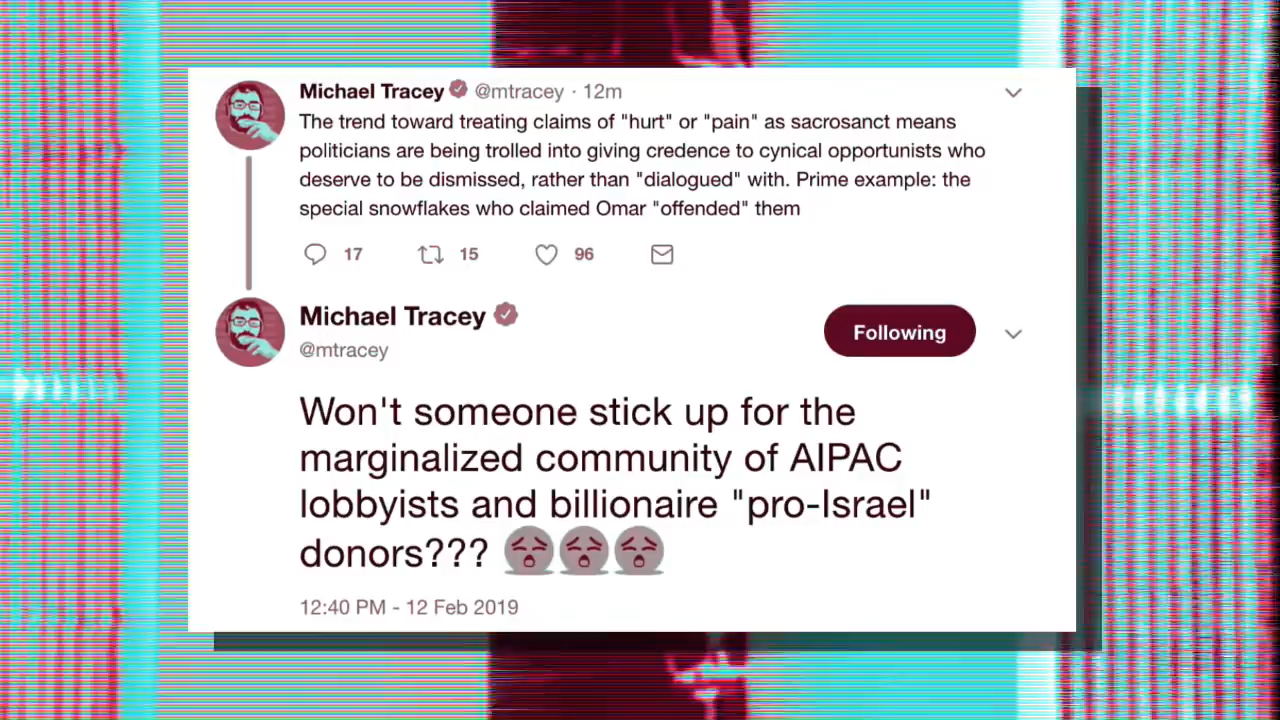 Michael Tracey @mtracey · 12m
The trend toward treating claims of "hurt" or "pain" as sacrosanct means
politicians are being trolled into giving credence to cynical opportunists who
deserve to be dismissed, rather than "dialogued" with. Prime example: the
special snowflakes who claimed Omar "offended" them
17 15 96
Michael Tracey
Following
@mtracey
Won't someone stick up for the
marginalized community of AIPAC
lobbyists and billionaire "pro-Israel"
donors??? 😫😫😫
12:40 PM - 12 Feb 2019